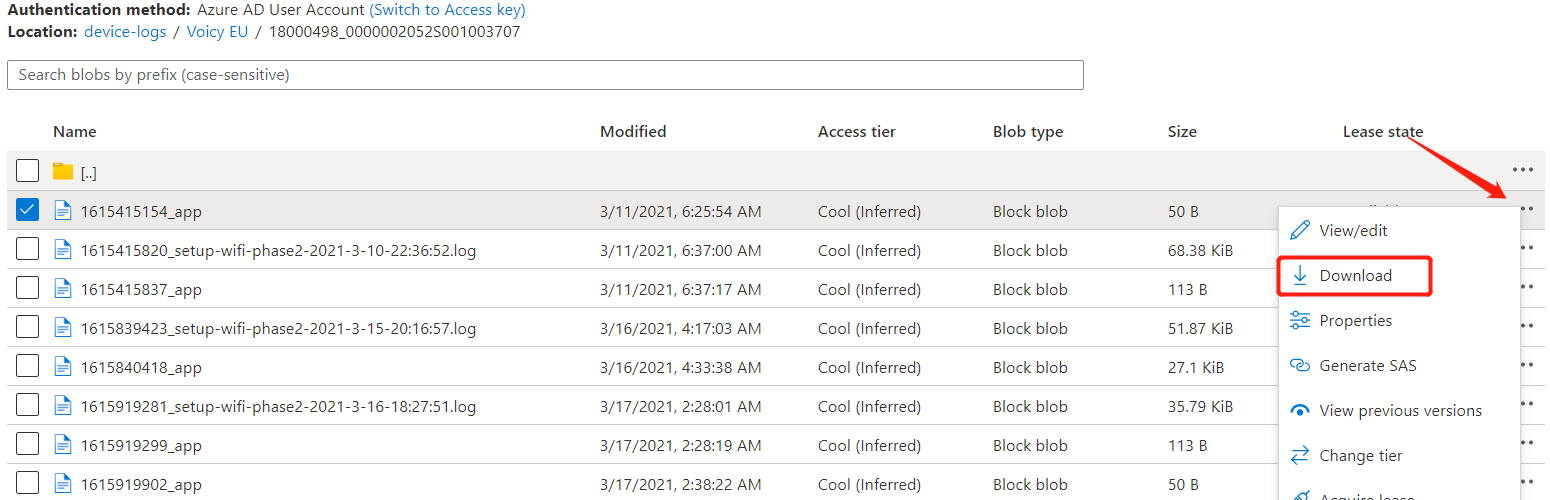 Authentication method: Azure AD User Account (Switch to Access key)
Location: device-logs / Voicy EU / 18000498_0000002052S001003707
Search blobs by prefix (case-sensitive)
Name Modified Access tier Blob type Size Lease state
[..]
1615415154_app 3/11/2021, 6:25:54 AM Cool (Inferred) Block blob 50 B
1615415820_setup-wifi-phase2-2021-3-10-22:36:52.log 3/11/2021, 6:37:00 AM Cool (Inferred) Block blob 68.38 KiB
1615415837_app 3/11/2021, 6:37:17 AM Cool (Inferred) Block blob 113 B
1615839423_setup-wifi-phase2-2021-3-15-20:16:57.log 3/16/2021, 4:17:03 AM Cool (Inferred) Block blob 51.87 KiB
1615840418_app 3/16/2021, 4:33:38 AM Cool (Inferred) Block blob 27.1 KiB
1615919281_setup-wifi-phase2-2021-3-16-18:27:51.log 3/17/2021, 2:28:01 AM Cool (Inferred) Block blob 35.79 KiB
1615919299_app 3/17/2021, 2:28:19 AM Cool (Inferred) Block blob 113 B
1615919902_app 3/17/2021, 2:38:22 AM Cool (Inferred) Block blob 50 B
View/edit
Download
Properties
Generate SAS
View previous versions
Change tier
Acquire lease